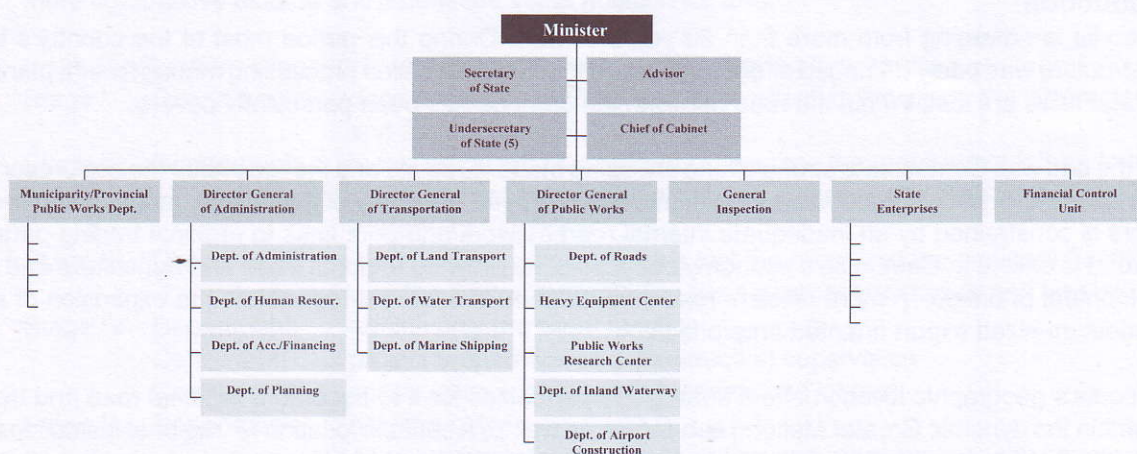 Minister
Secretary
of State
Advisor
Undersecretary
of State (5)
Chief of Cabinet
Municiparity/Provincial
Public Works Dept.
Director General
of Administration
Director General
of Transportation
Director General
of Public Works
General
Inspection
State
Enterprises
Financial Control
Unit
Dept. of Administration
Dept. of Human Resour.
Dept. of Acc./Financing
Dept. of Planning
Dept. of Land Transport
Dept. of Water Transport
Dept. of Marine Shipping
Dept. of Roads
Heavy Equipment Center
Public Works
Research Center
Dept. of Inland Waterway
Dept. of Airport
Construction